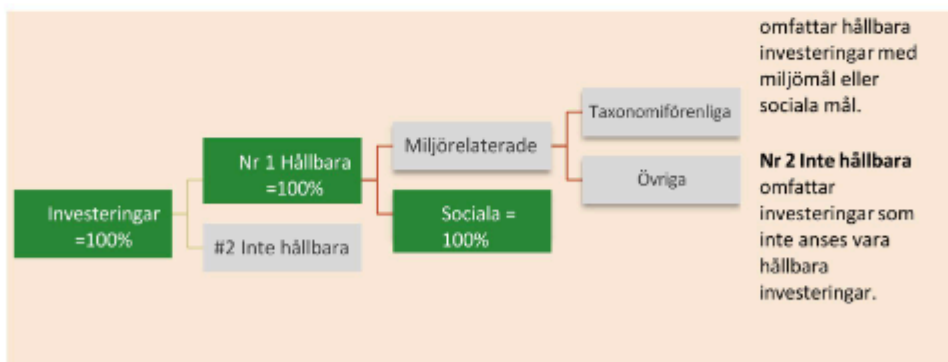 Investeringar
=100%
Nr 1 Hållbara
=100%
#2 Inte hållbara
Miljörelaterade
Sociala =
100%
Taxonomiförenliga
Övriga
omfattar hållbara
investeringar med
miljömål eller
sociala mål.
Nr 2 Inte hållbara
omfattar
investeringar som
inte anses vara
hållbara
investeringar.